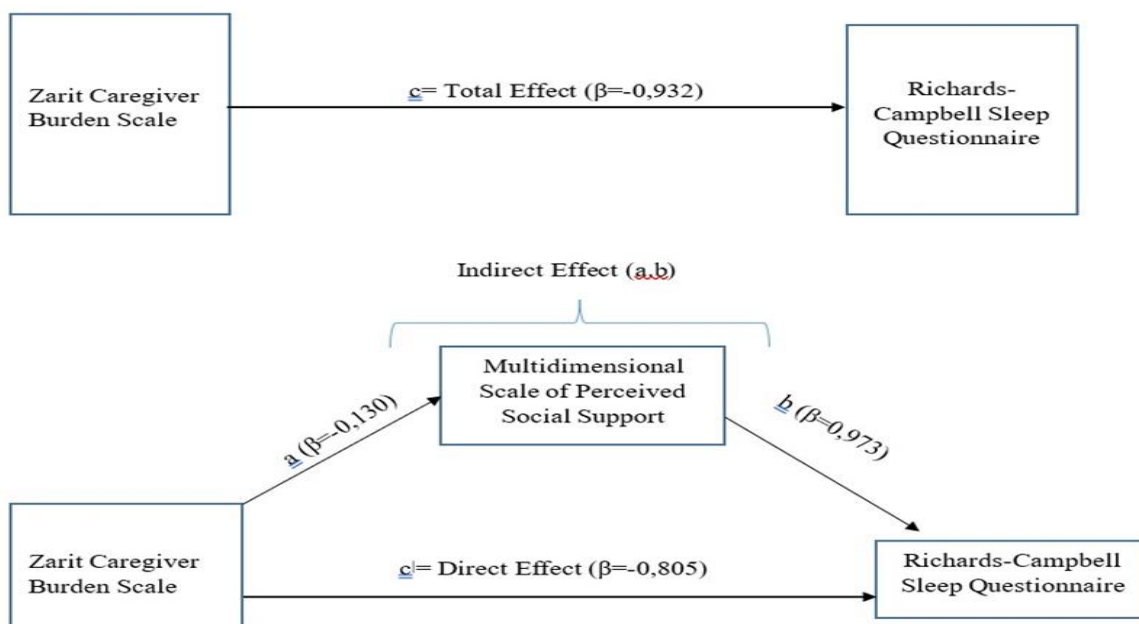 Zarit Caregiver
Burden Scale
c= Total Effect (β=-0,932)
Richards-
Campbell Sleep
Questionnaire
Indirect Effect (a.b)
Multidimensional
Scale of Perceived
Social Support
a (β=-0,130)
b (β=0,973)
Zarit Caregiver
Burden Scale
c|= Direct Effect (β=-0,805)
Richards-Campbell
Sleep Questionnaire